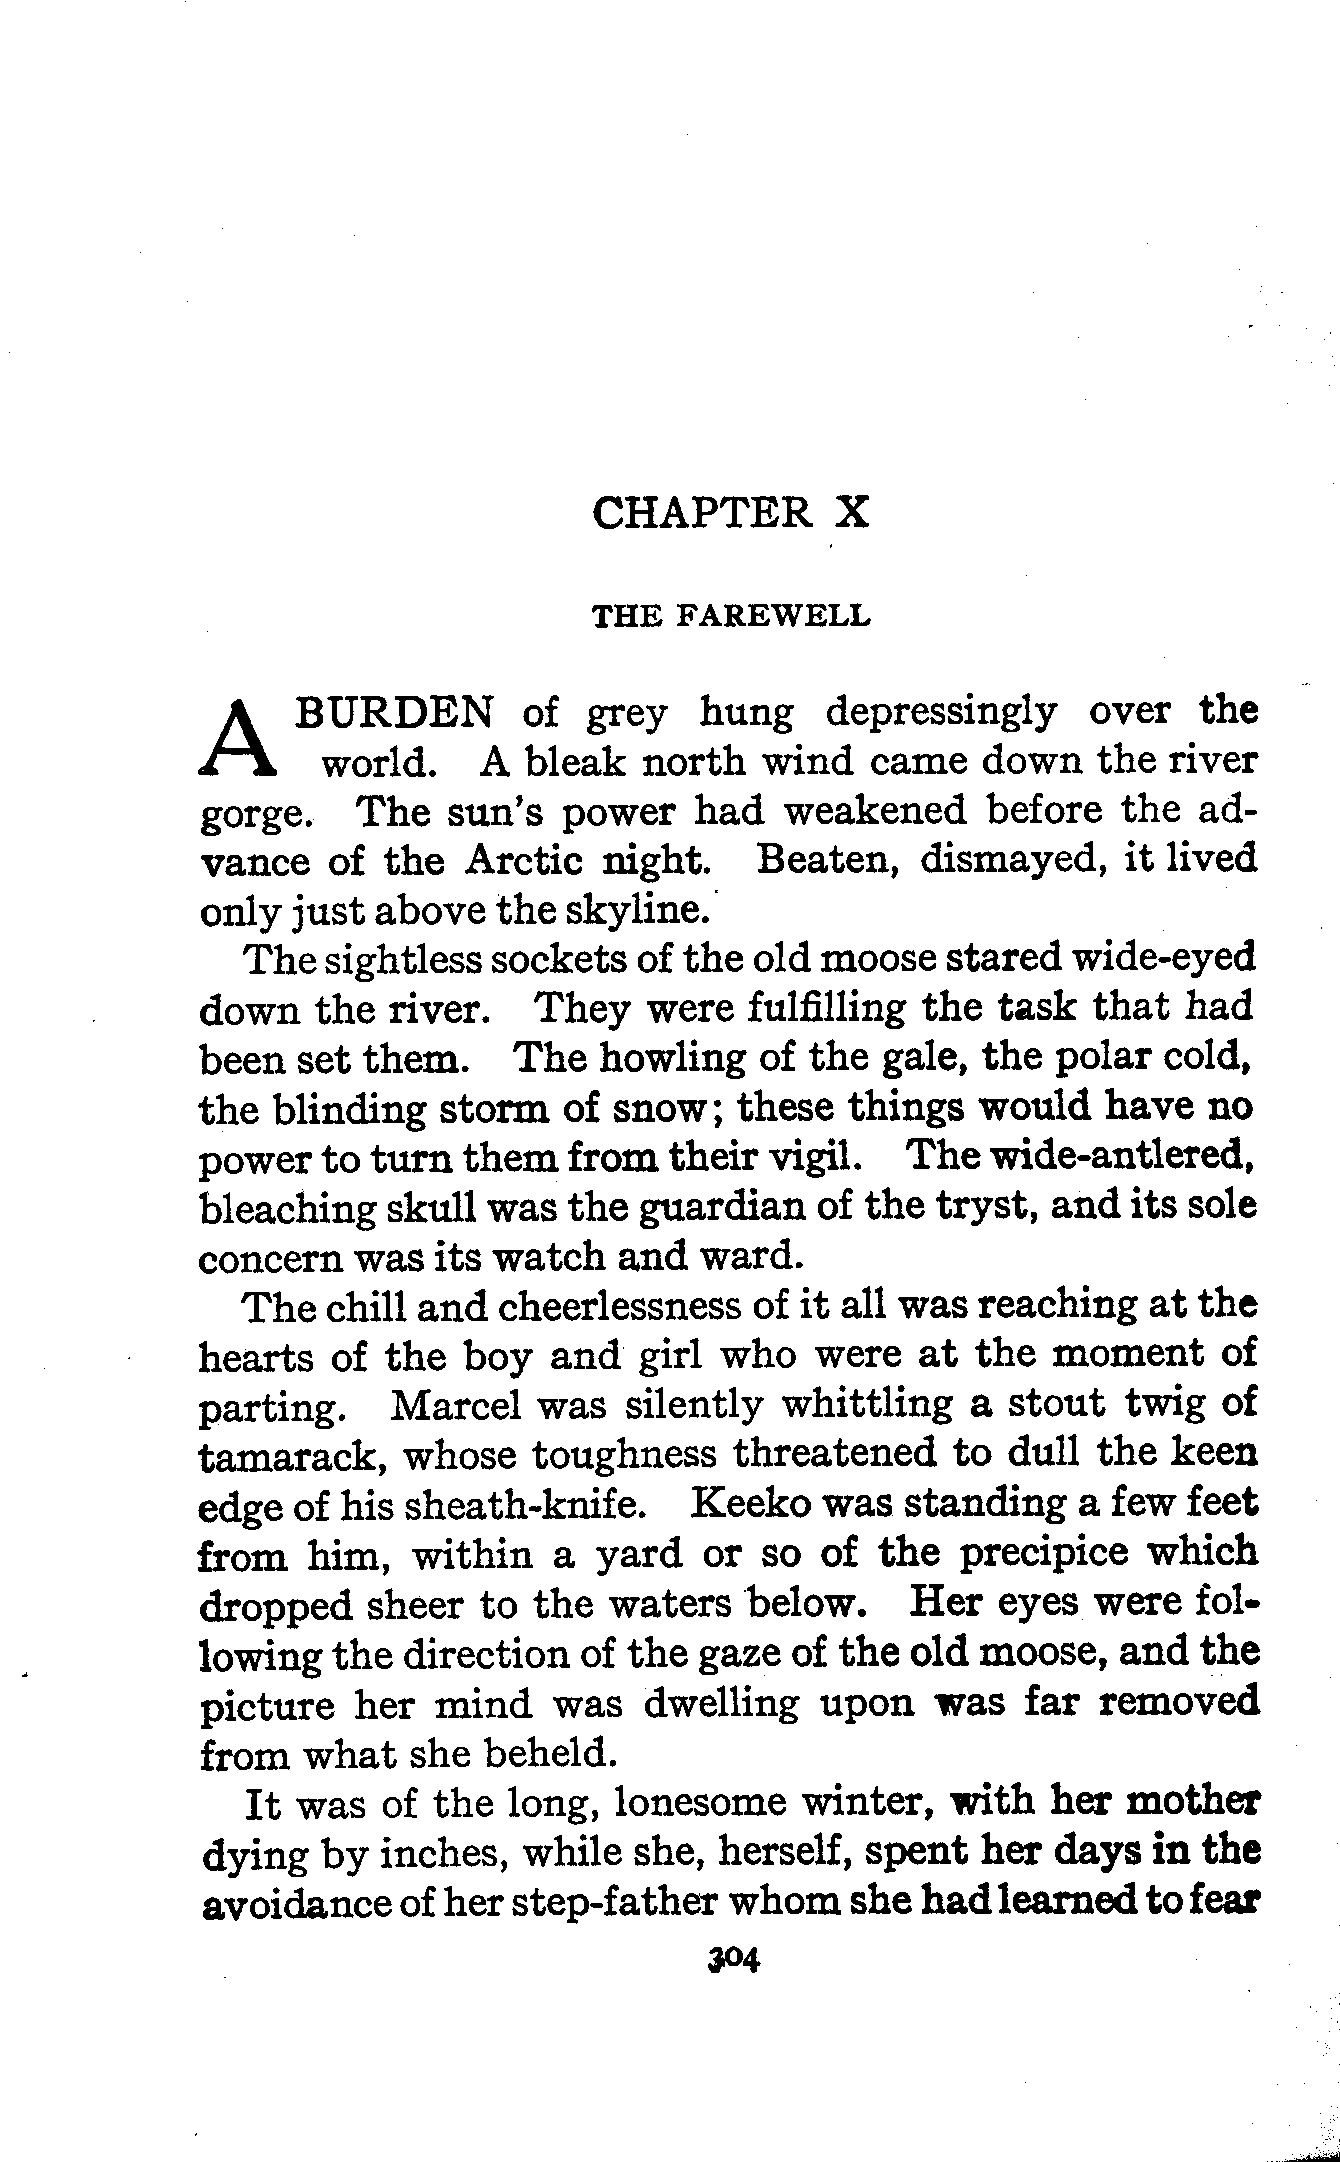 CHAPTER X
THE FAREWELL
A BURDEN of grey hung depressingly over the
world. A bleak north wind came down the river
gorge. The sun's power had weakened before the ad-
vance of the Arctic night. Beaten, dismayed, it lived
only just above the skyline.
The sightless sockets of the old moose stared wide-eyed
down the river. They were fulfilling the task that had
been set them. The howling of the gale, the polar cold,
the blinding storm of snow; these things would have no
power to turn them from their vigil. The wide-antlered,
bleaching skull was the guardian of the tryst, and its sole
concern was its watch and ward.
The chill and cheerlessness of it all was reaching at the
hearts of the boy and girl who were at the moment of
parting. Marcel was silently whittling a stout twig of
tamarack, whose toughness threatened to dull the keen
edge of his sheath-knife. Keeko was standing a few feet
from him, within a yard or so of the precipice which
dropped sheer to the waters below. Her eyes were fol-
lowing the direction of the gaze of the old moose, and the
picture her mind was dwelling upon was far removed
from what she beheld.
It was of the long, lonesome winter, with her mother
dying by inches, while she, herself, spent her days in the
avoidance of her step-father whom she had learned to fear
304